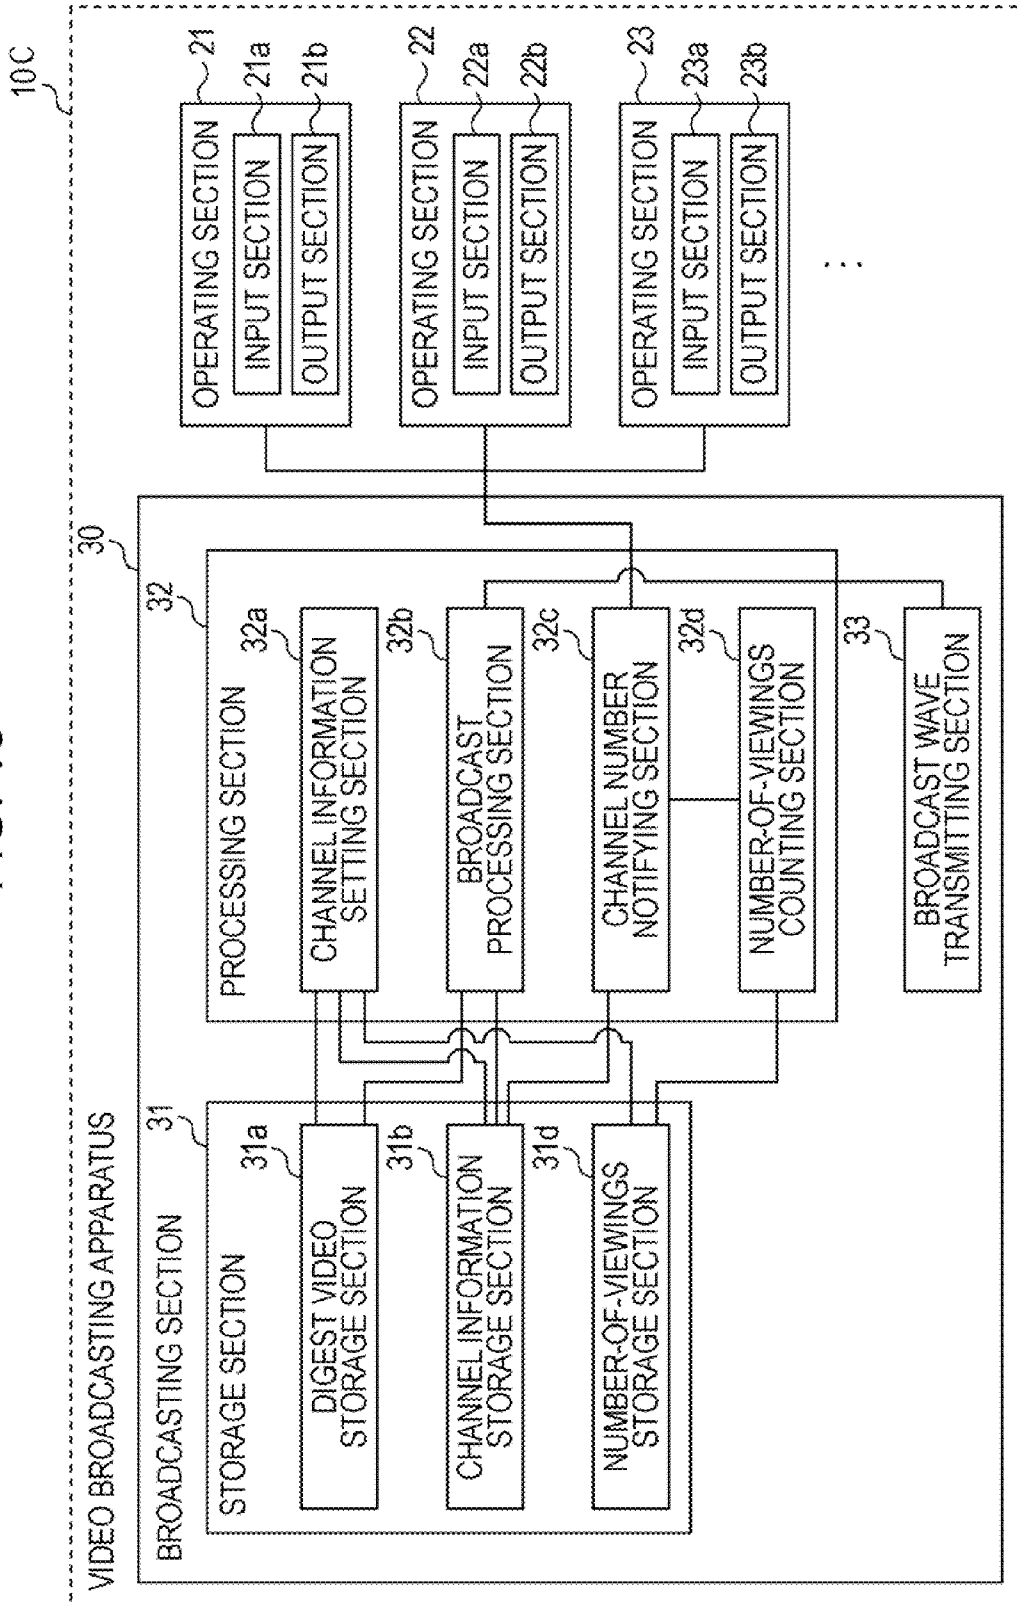 10C
VIDEO BROADCASTING APPARATUS
30
BROADCASTING SECTION
31
STORAGE SECTION
31a
DIGEST VIDEO
STORAGE SECTION
31b
CHANNEL INFORMATION
STORAGE SECTION
31d
NUMBER-OF-VIEWINGS
STORAGE SECTION
32
PROCESSING SECTION
32a
CHANNEL INFORMATION
SETTING SECTION
32b
BROADCAST
PROCESSING SECTION
32c
CHANNEL NUMBER
NOTIFYING SECTION
32d
NUMBER-OF-VIEWINGS
COUNTING SECTION
33
BROADCAST WAVE
TRANSMITTING SECTION
21
OPERATING SECTION
21a
INPUT SECTION
21b
OUTPUT SECTION
22
OPERATING SECTION
22a
INPUT SECTION
22b
OUTPUT SECTION
23
OPERATING SECTION
23a
INPUT SECTION
23b
OUTPUT SECTION
...